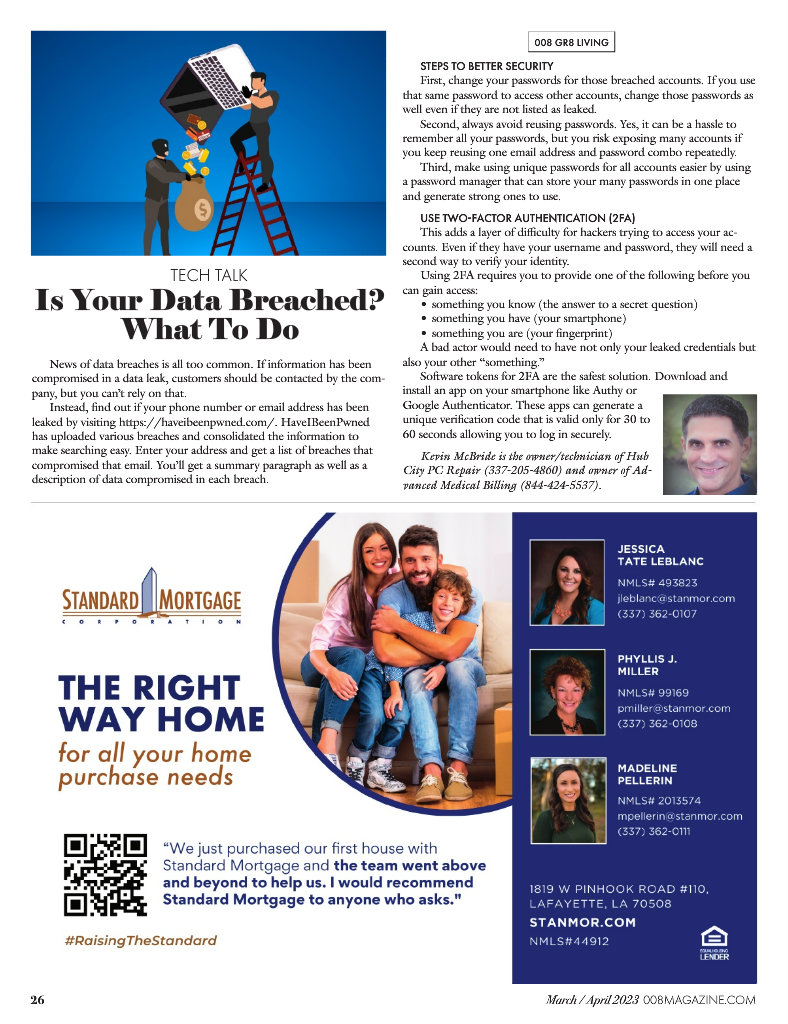 TECH TALK
Is Your Data Breached?
What To Do
News of data breaches is all too common. If information has been
compromised in a data leak, customers should be contacted by the com-
pany, but you can't rely on that.
Instead, find out if your phone number or email address has been
leaked by visiting https://haveibeenpwned.com/. HaveIBeenPwned
has uploaded various breaches and consolidated the information to
make searching easy. Enter your address and get a list of breaches that
compromised that email. You'll get a summary paragraph as well as a
description of data compromised in each breach.
008 GR8 LIVING
STEPS TO BETTER SECURITY
First, change your passwords for those breached accounts. If you use
that same password to access other accounts, change those passwords as
well even if they are not listed as leaked.
Second, always avoid reusing passwords. Yes, it can be a hassle to
remember all your passwords, but you risk exposing many accounts if
you keep reusing one email address and password combo repeatedly.
Third, make using unique passwords for all accounts easier by using
a password manager that can store your many passwords in one place
and generate strong ones to use.
USE TWO-FACTOR AUTHENTICATION (2FA)
This adds a layer of difficulty for hackers trying to access your ac-
counts. Even if they have your username and password, they will need a
second way to verify your identity.
Using 2FA requires you to provide one of the following before you
can gain access:
• something you know (the answer to a secret question)
• something you have (your smartphone)
• something you are (your fingerprint)
A bad actor would need to have not only your leaked credentials but
also your other "something."
Software tokens for 2FA are the safest solution. Download and
install an app on your smartphone like Authy or
Google Authenticator. These apps can generate a
unique verification code that is valid only for 30 to
60 seconds allowing you to log in securely.
Kevin McBride is the owner/technician of Hub
City PC Repair (337-205-4860) and owner of Ad-
vanced Medical Billing (844-424-5537).
STANDARD MORTGAGE
CORPORATION
THE RIGHT
WAY HOME
for all your home
purchase needs
"We just purchased our first house with
Standard Mortgage and the team went above
and beyond to help us. I would recommend
Standard Mortgage to anyone who asks."
#RaisingTheStandard
JESSICA
TATE LEBLANC
NMLS# 493823
jleblanc@stanmor.com
(337) 362-0107
PHYLLIS J.
MILLER
NMLS# 99169
pmiller@stanmor.com
(337) 362-0108
MADELINE
PELLERIN
NMLS# 2013574
mpellerin@stanmor.com
(337) 362-0111
1819 W PINHOOK ROAD #110,
LAFAYETTE, LA 70508
STANMOR.COM
NMLS#44912
EQUAL HOUSING
LENDER
26
March / April 2023 008MAGAZINE.COM